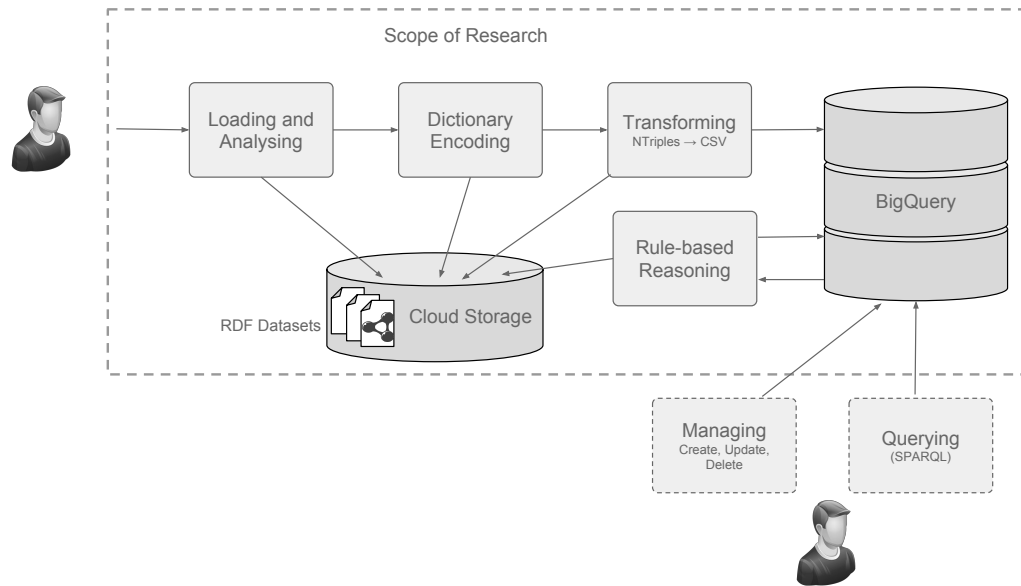 Scope of Research
Loading and
Analysing
Dictionary
Encoding
Transforming
NTriples → CSV
BigQuery
Rule-based
Reasoning
RDF Datasets
Cloud Storage
Managing
Create, Update,
Delete
Querying
(SPARQL)